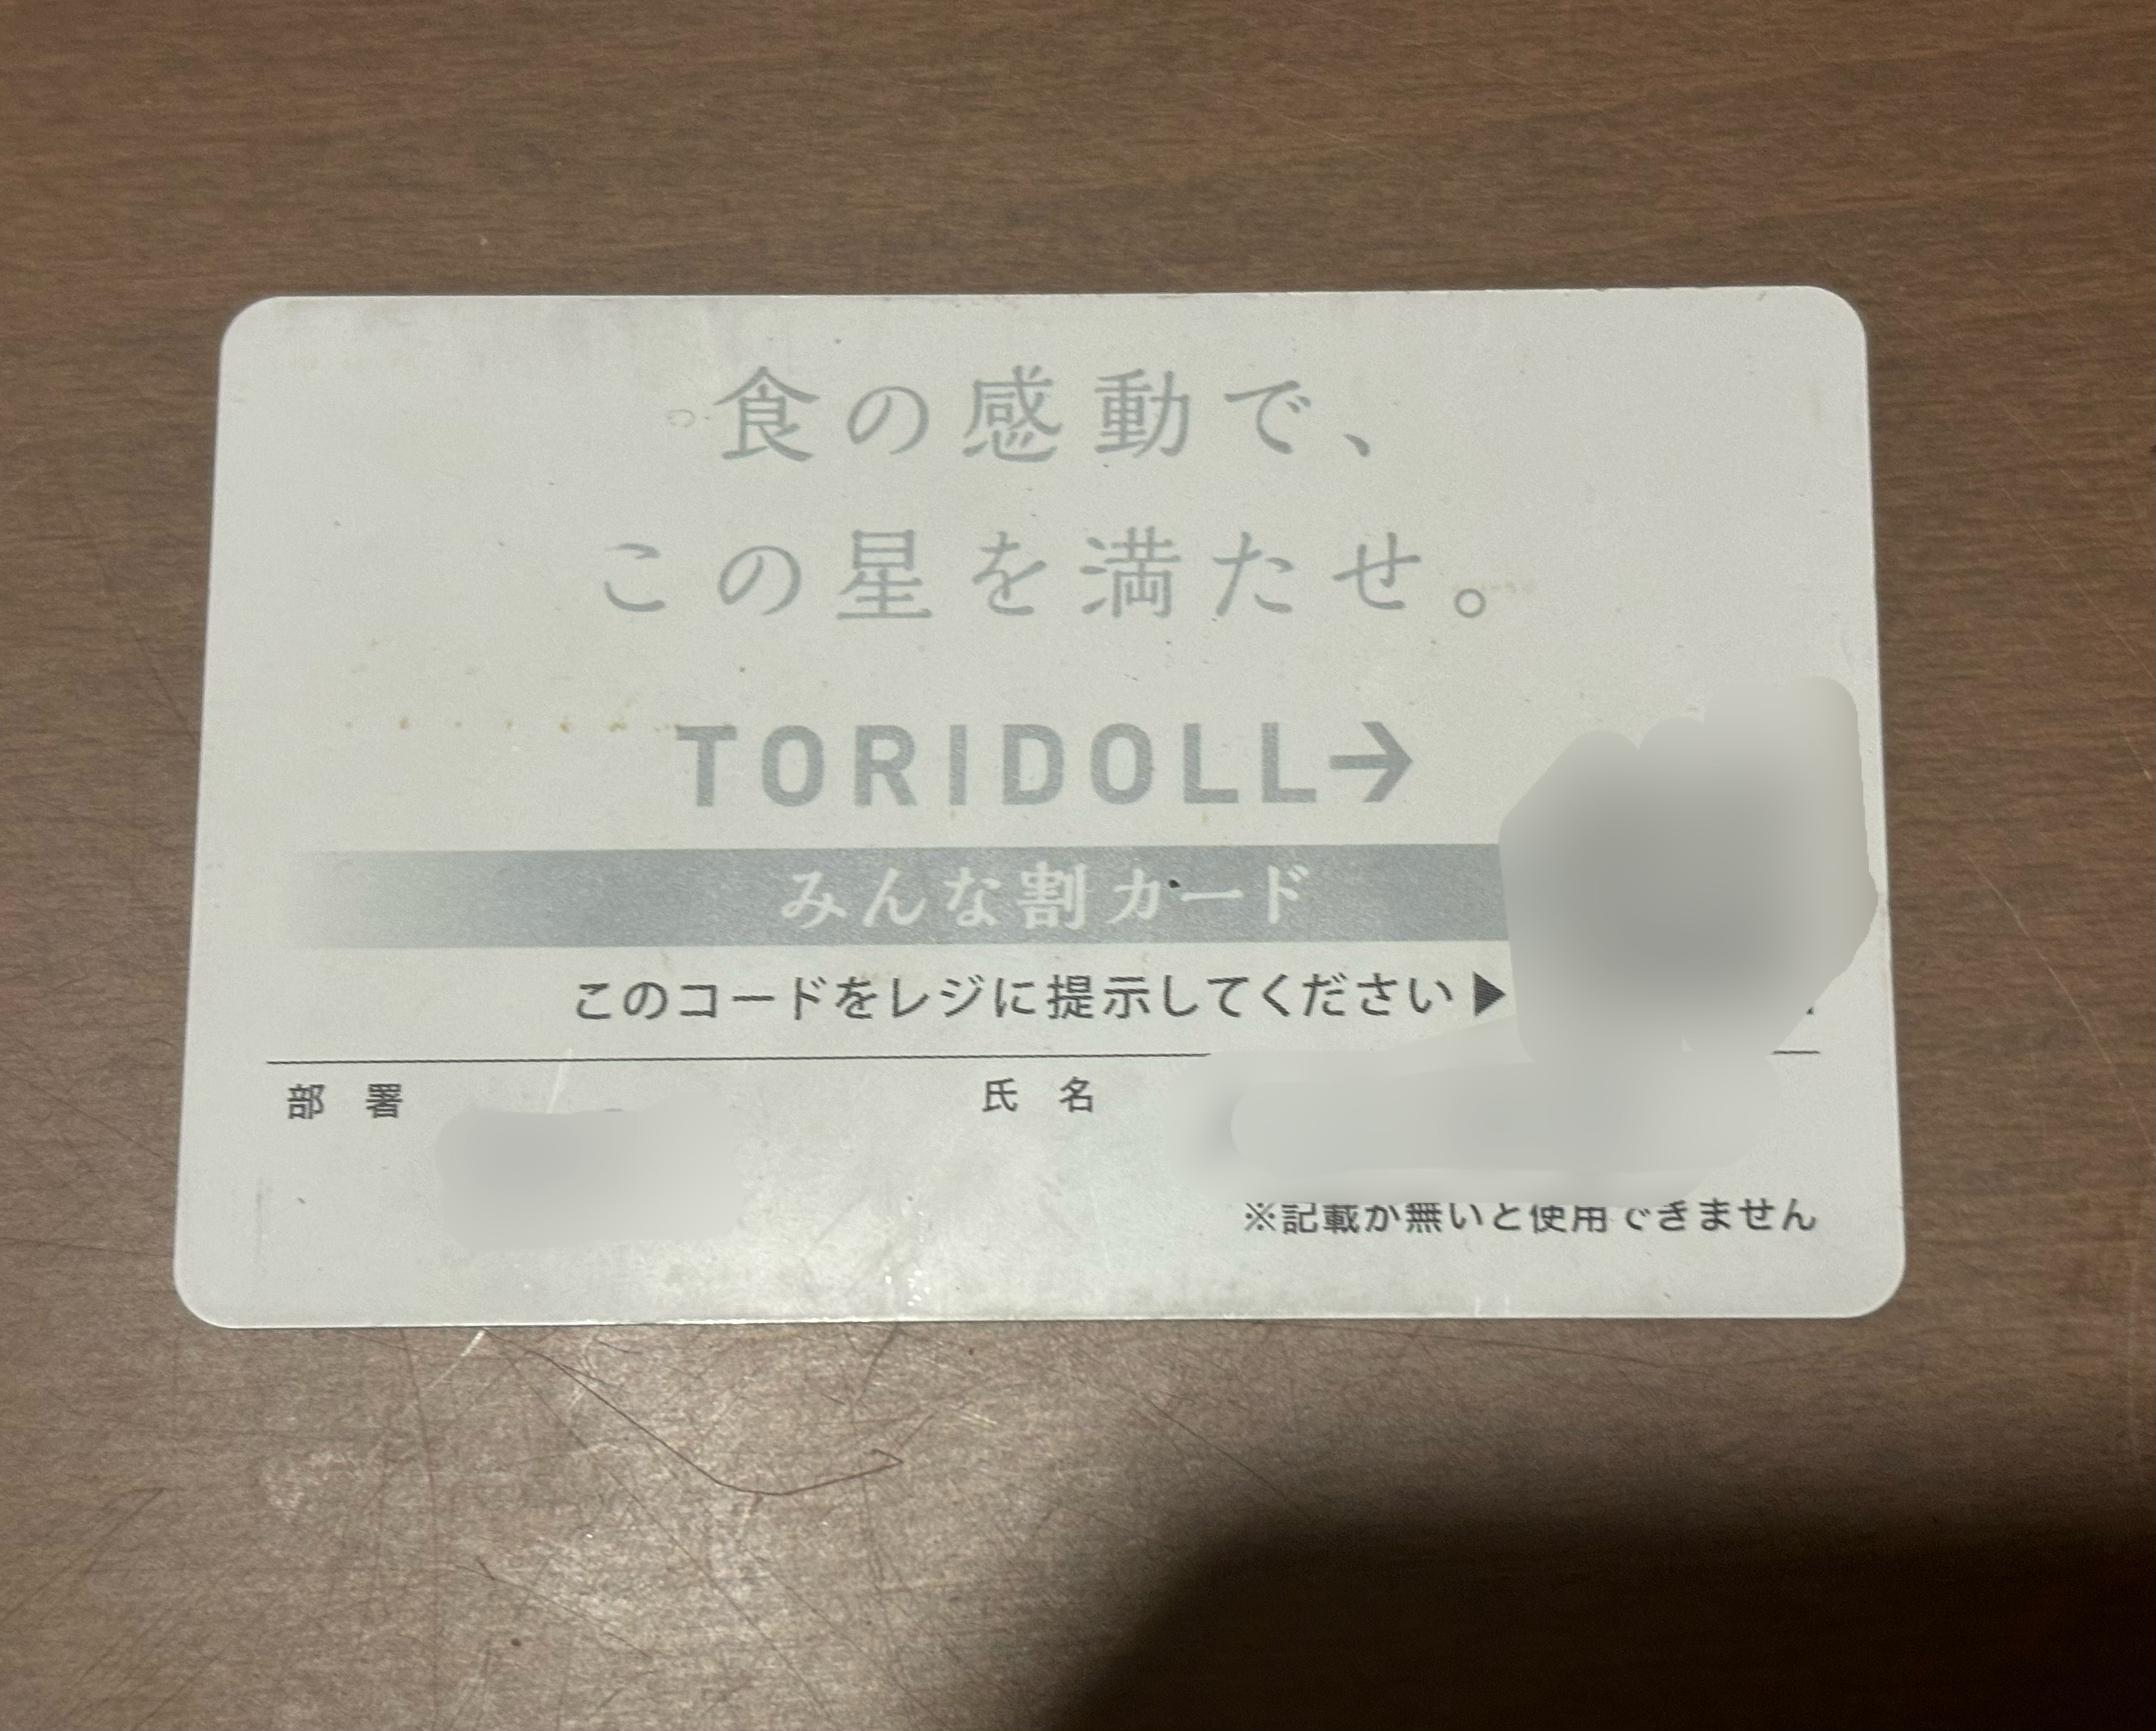 食の感動で、
この星を満たせ。
TORIDOLL→
みんな割カード
このコードをレジに提示してください▶
部 署
氏 名
※記載が無いと使用できません